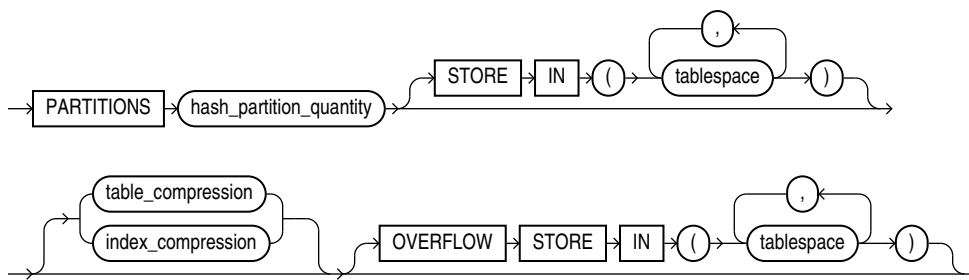 PARTITIONS hash_partition_quantity STORE IN ( tablespace , )
table_compression
index_compression
OVERFLOW STORE IN ( tablespace , )